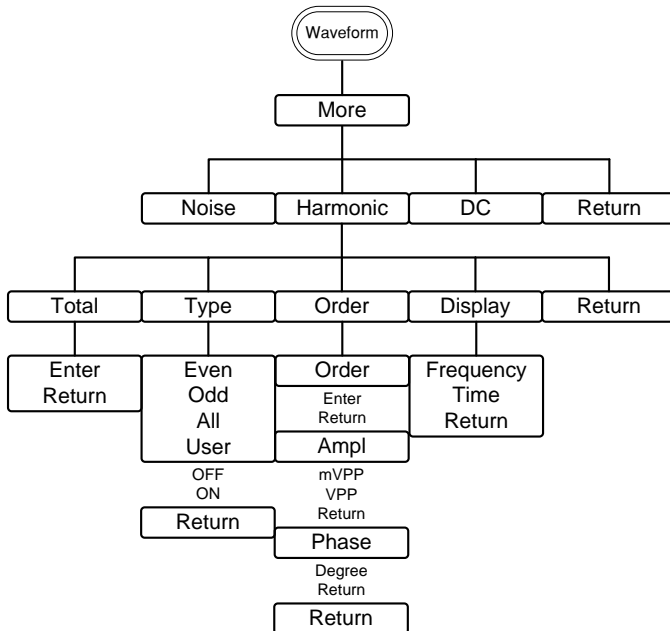 Waveform
More
Noise
Harmonic
DC
Return
Total
Type
Order
Display
Return
Enter
Return
Even
Odd
All
User
OFF
ON
Return
Order
Enter
Return
Ampl
mVPP
VPP
Return
Phase
Degree
Return
Return
Frequency
Time
Return